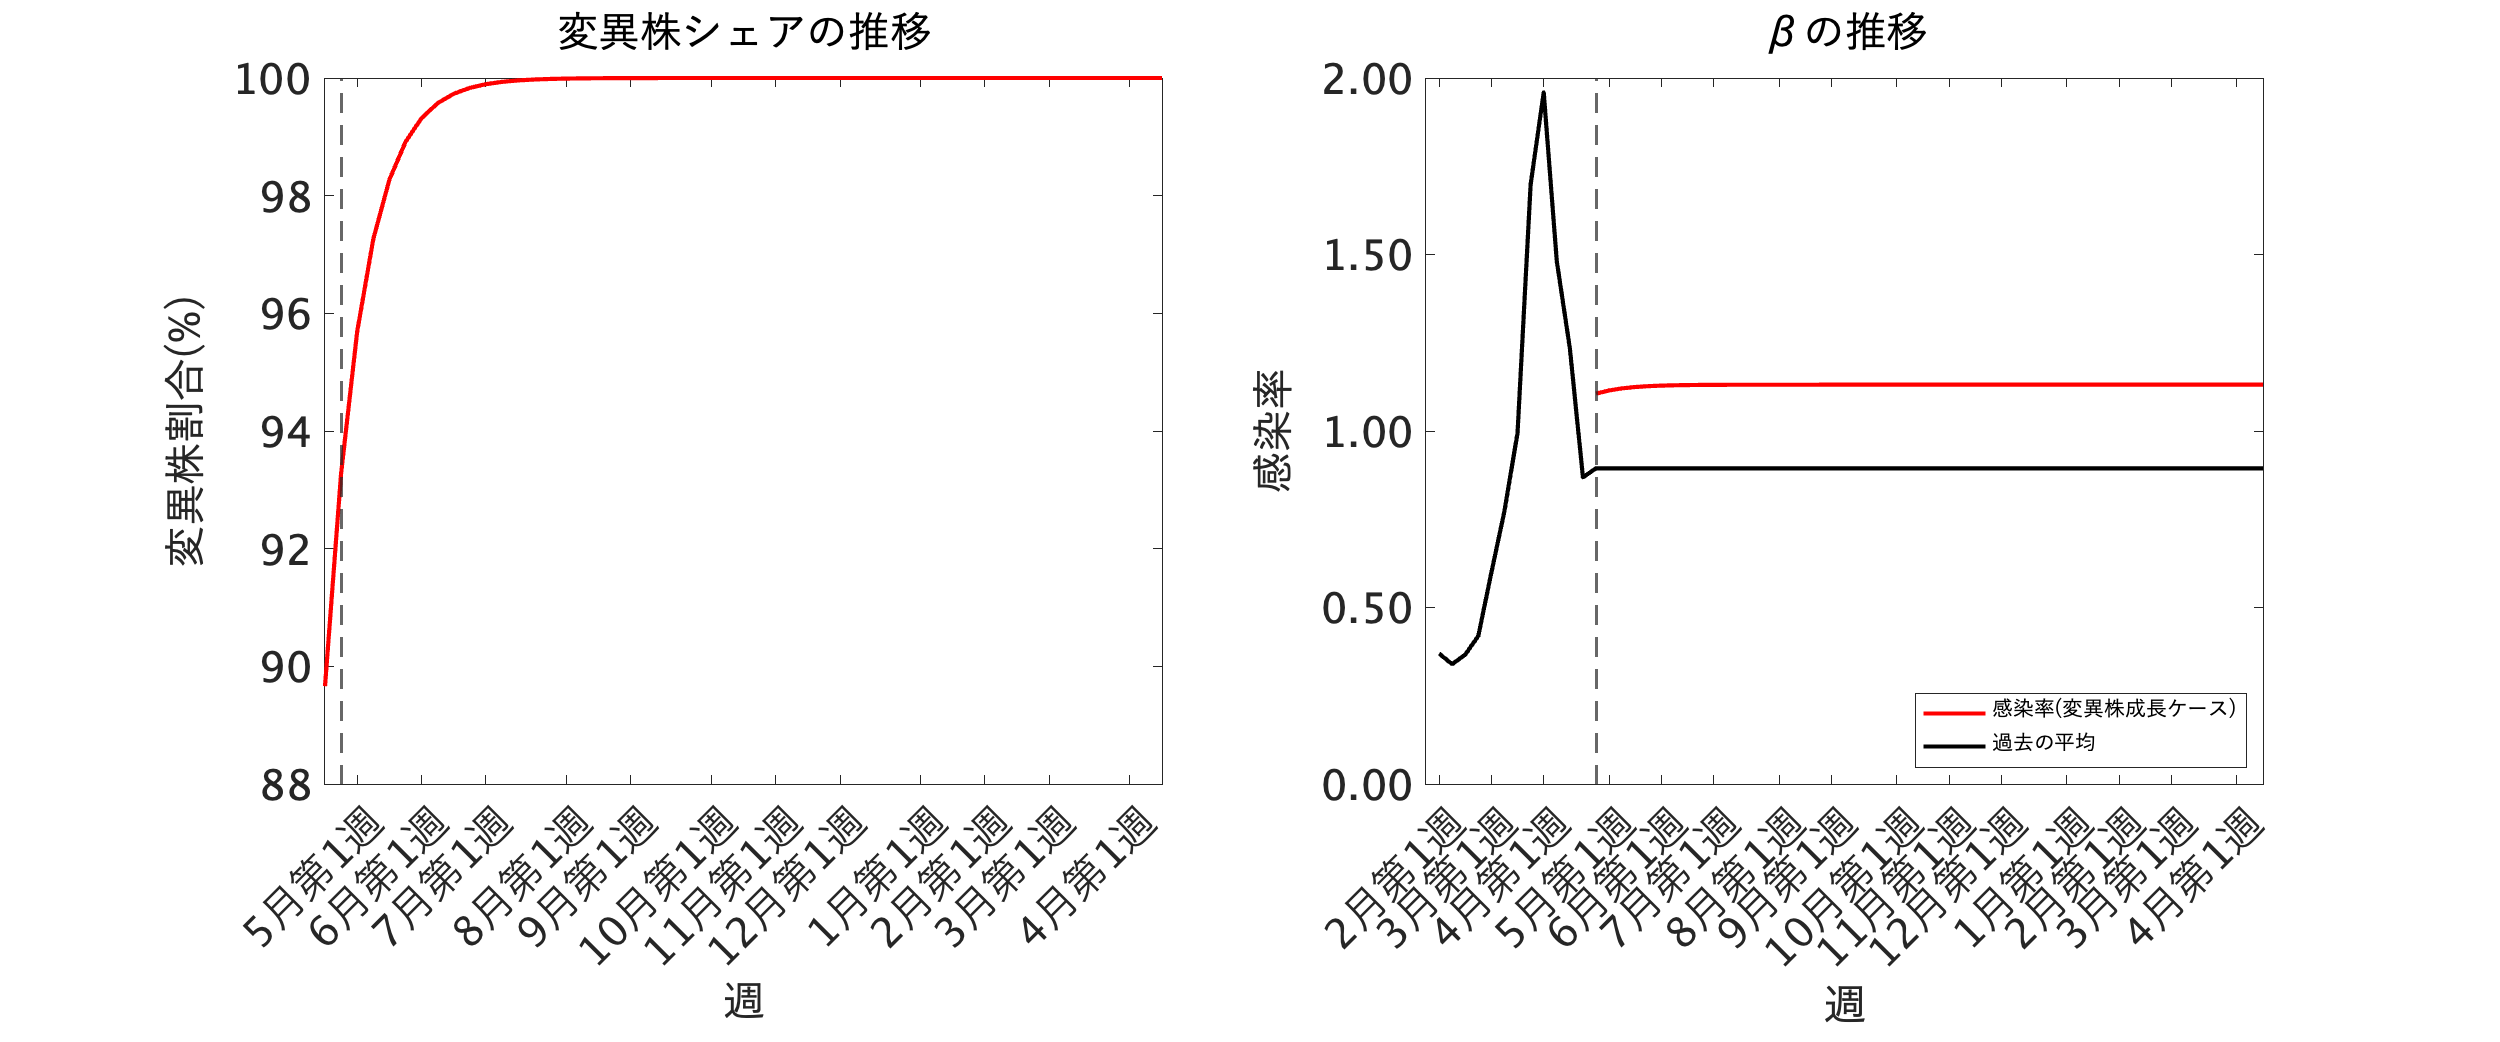 変異株シェアの推移
変異株割合(%)
100
98
96
94
92
90
88
5月第1週
6月第1週
7月第1週
8月第1週
9月第1週
10月第1週
11月第1週
12月第1週
1月第1週
2月第1週
3月第1週
4月第1週
週
βの推移
感染率
2.00
1.50
1.00
0.50
0.00
感染率(変異株成長ケース)
過去の平均
2月第1週
3月第1週
4月第1週
5月第1週
6月第1週
7月第1週
8月第1週
9月第1週
10月第1週
11月第1週
12月第1週
1月第1週
2月第1週
3月第1週
4月第1週
週